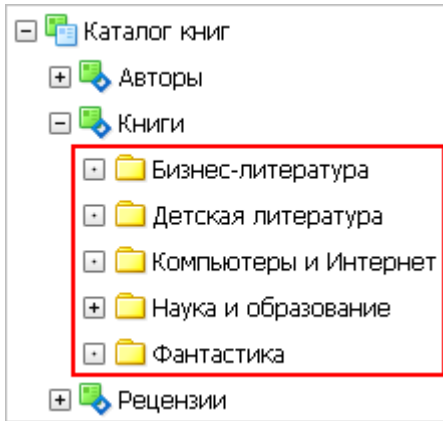 Каталог книг
Авторы
Книги
Бизнес-литература
Детская литература
Компьютеры и Интернет
Наука и образование
Фантастика
Рецензии